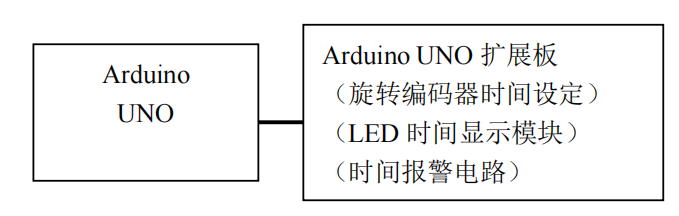 Arduino
UNO
Arduino UNO 扩展板
（旋转编码器时间设定）
（LED 时间显示模块）
（时间报警电路）